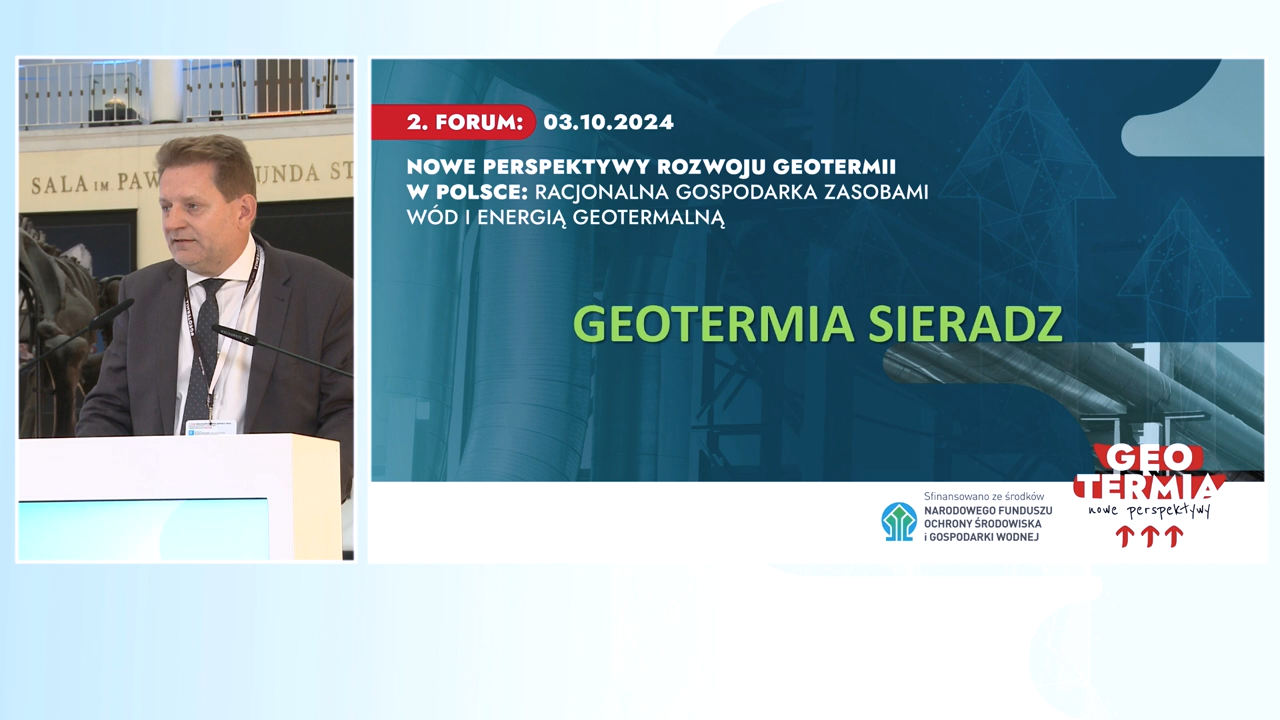 SALA IM. PAW UNDA ST
2. FORUM: 03.10.2024
NOWE PERSPEKTYWY ROZWOJU GEOTERMII
W POLSCE: RACJONALNA GOSPODARKA ZASOBAMI
WÓD I ENERGIĄ GEOTERMALNĄ
GEOTERMIA SIERADZ
Sfinansowano ze środków
NARODOWEGO FUNDUSZU
OCHRONY ŚRODOWISKA
i GOSPODARKI WODNEJ
GEO
TERMIA
nowe perspektywy